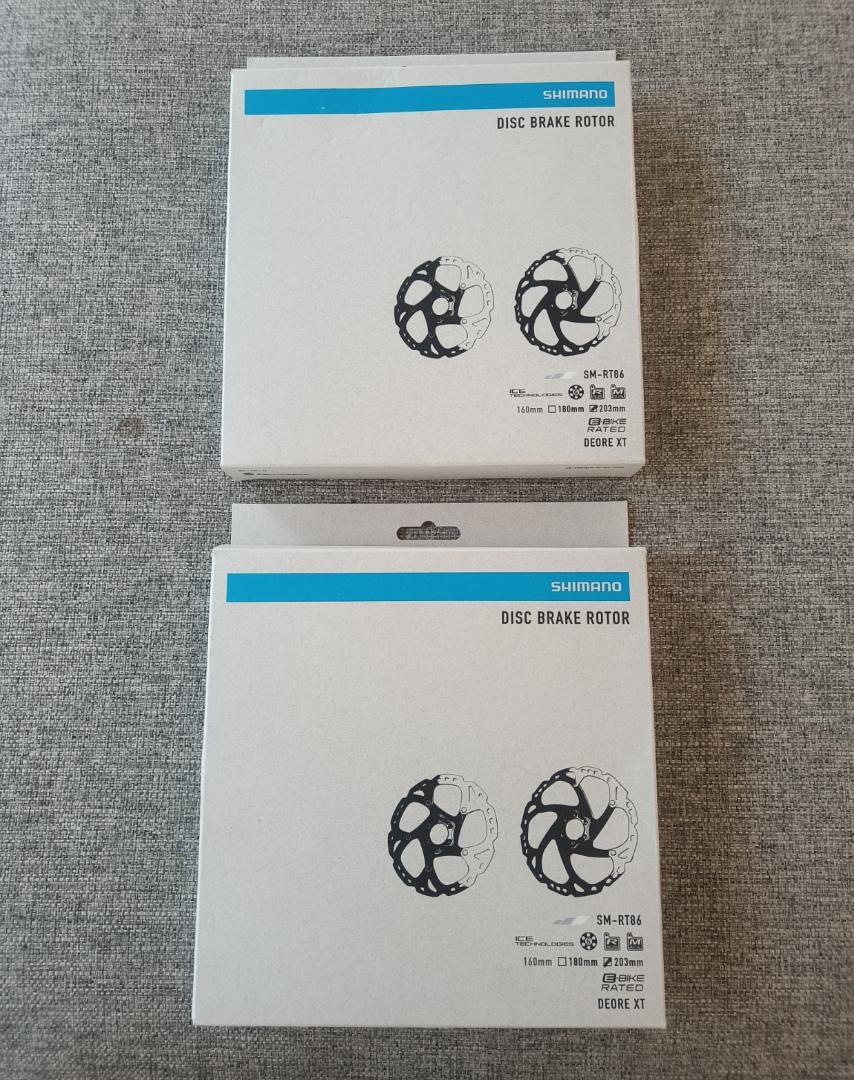 SHIMANO
DISC BRAKE ROTOR
SM-RT86
ICE TECHNOLOGIES
160mm 180mm 203mm
E-BIKE
RATED
DEORE XT
SHIMANO
DISC BRAKE ROTOR
SM-RT86
ICE TECHNOLOGIES
160mm 180mm 203mm
E-BIKE
RATED
DEORE XT